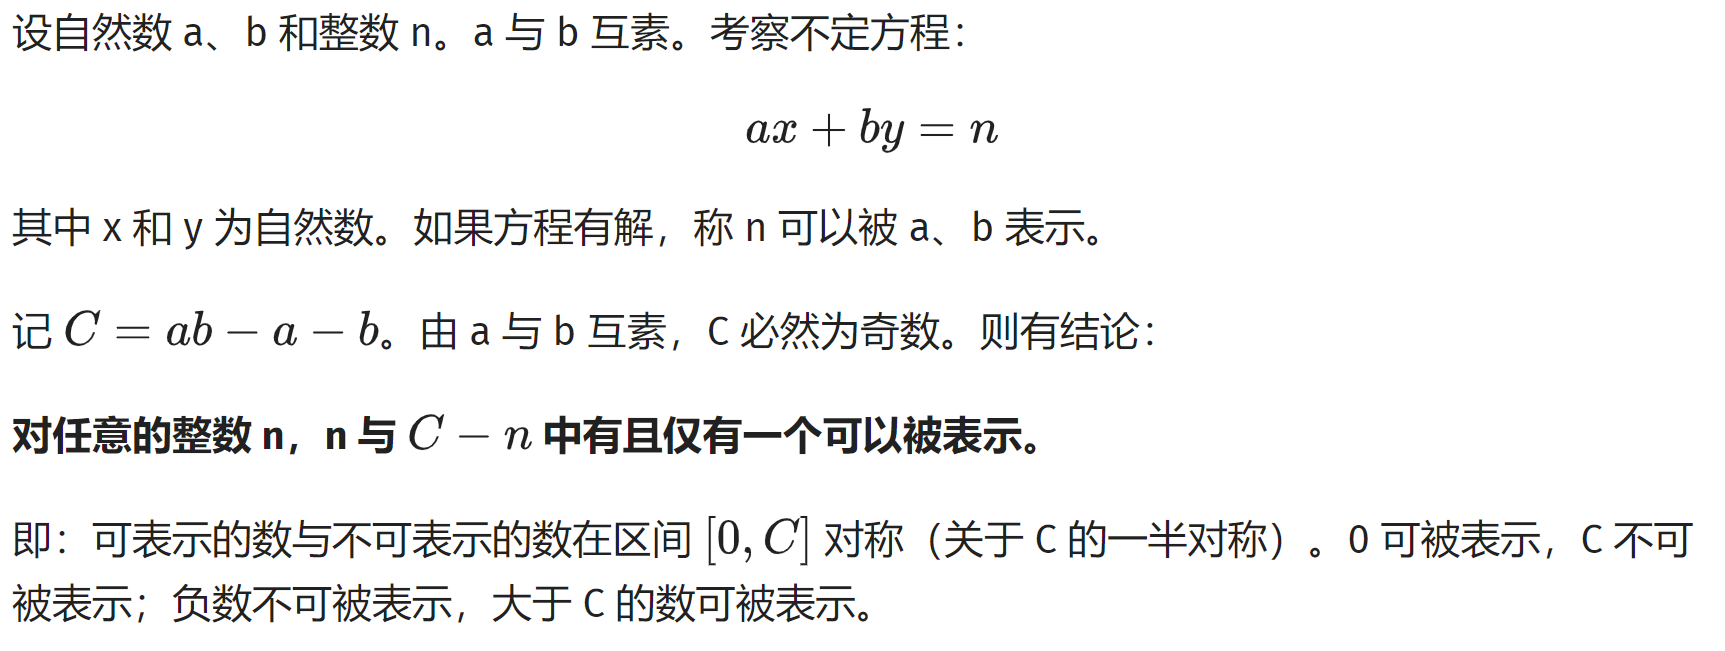 设自然数 a、b 和整数 n。a 与 b 互素。考察不定方程：
ax + by = n
其中 x 和 y 为自然数。如果方程有解，称 n 可以被 a、b 表示。
记 C = ab − a − b。由 a 与 b 互素，C 必然为奇数。则有结论：
对任意的整数 n，n 与 C − n 中有且仅有一个可以被表示。
即：可表示的数与不可表示的数在区间 [0, C] 对称（关于 C 的一半对称）。0 可被表示，C 不可
被表示；负数不可被表示，大于 C 的数可被表示。